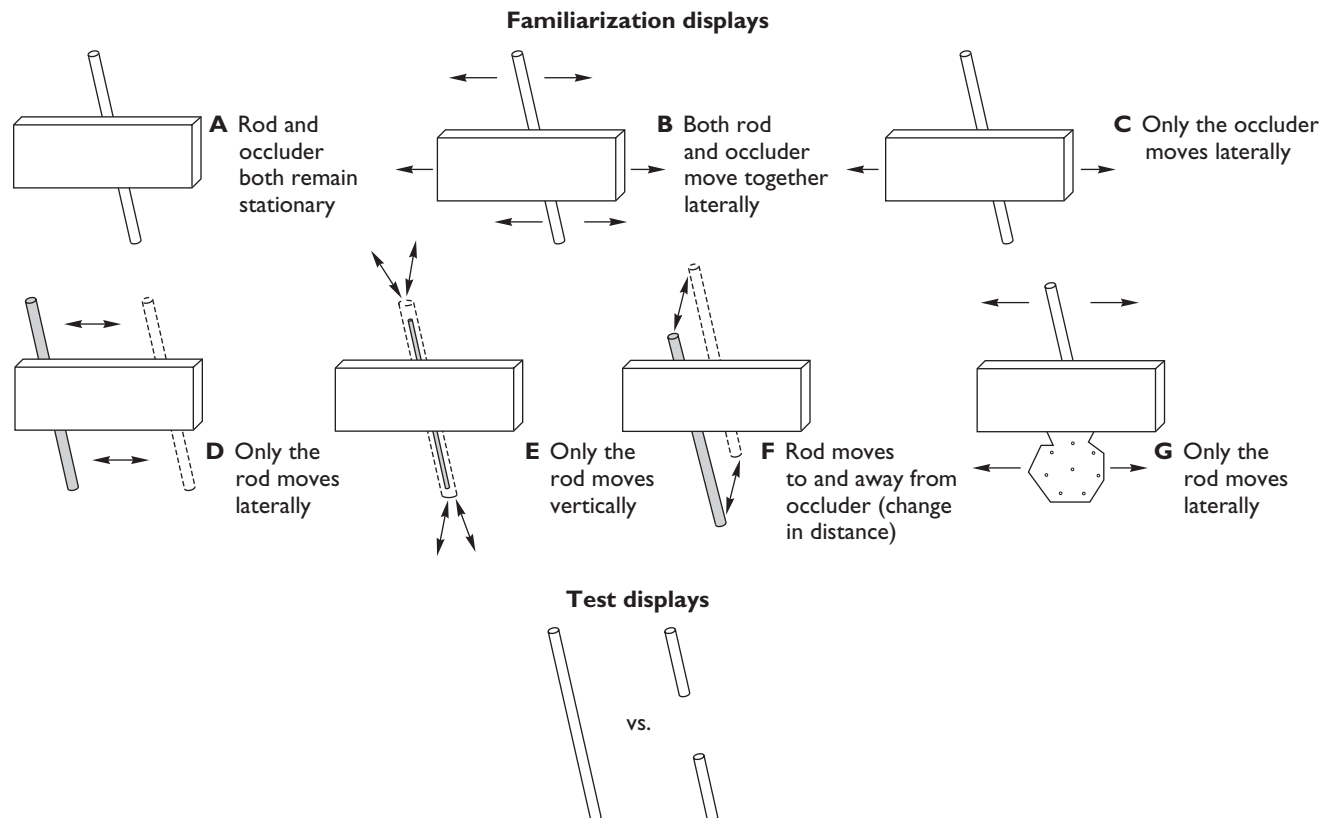 Familiarization displays
A Rod and
occluder
both remain
stationary
B Both rod
and occluder
move together
laterally
C Only the occluder
moves laterally
D Only the
rod moves
laterally
E Only the
rod moves
vertically
F Rod moves
to and away from
occluder (change
in distance)
G Only the
rod moves
laterally
Test displays
vs.